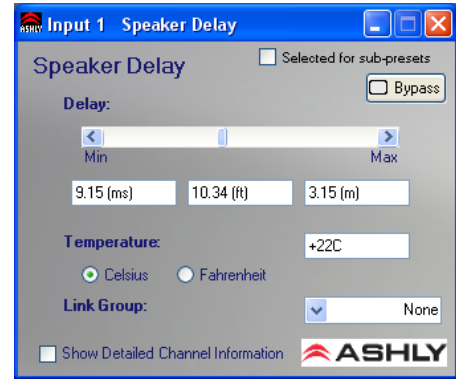 ASHLY Input 1 Speaker Delay
Selected for sub-presets
Speaker Delay
Bypass
Delay:
Min Max
9.15 (ms) 10.34 (ft) 3.15 (m)
Temperature: +22C
Celsius Fahrenheit
Link Group: None
Show Detailed Channel Information ASHLY